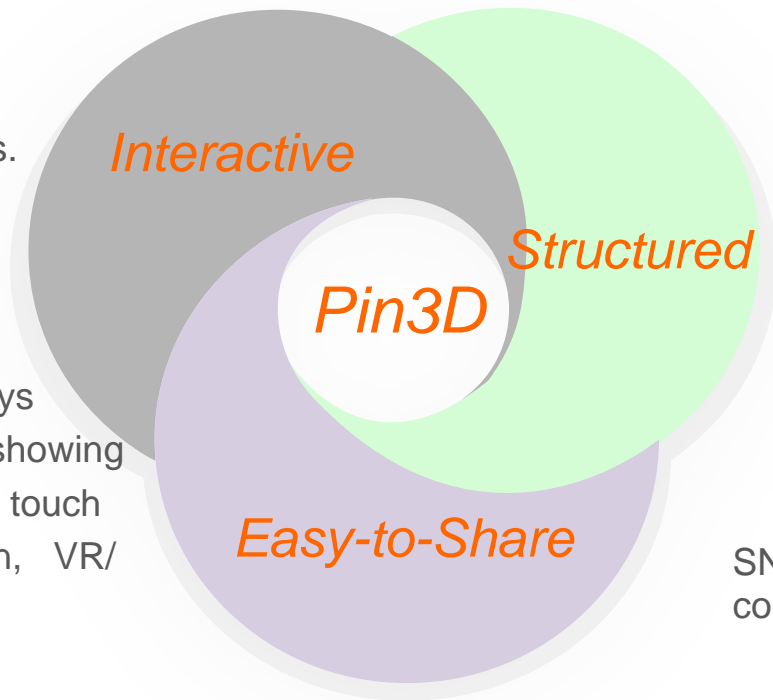 s.
Interactive
Structured
Pin3D
ys
showing
touch
n, VR/
Easy-to-Share
SN
co